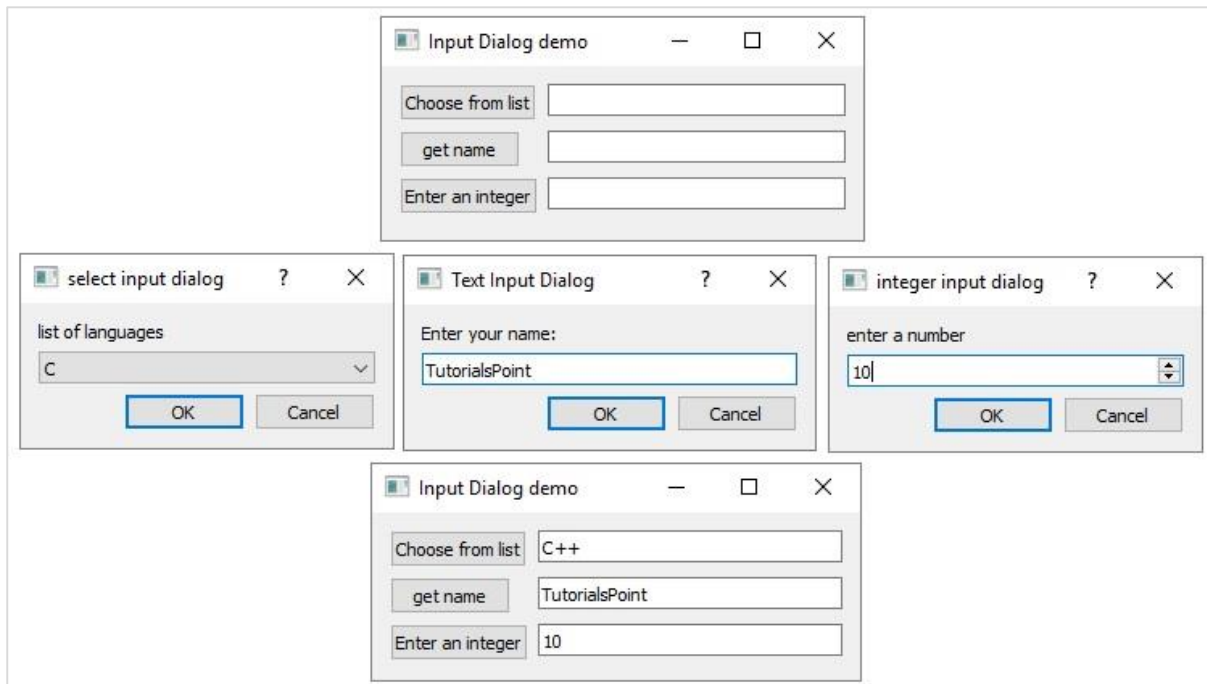 Input Dialog demo
Choose from list
get name
Enter an integer
select input dialog ?
list of languages
C
OK Cancel
Text Input Dialog ?
Enter your name:
TutorialsPoint
OK Cancel
integer input dialog ?
enter a number
10
OK Cancel
Input Dialog demo
Choose from list C++
get name TutorialsPoint
Enter an integer 10